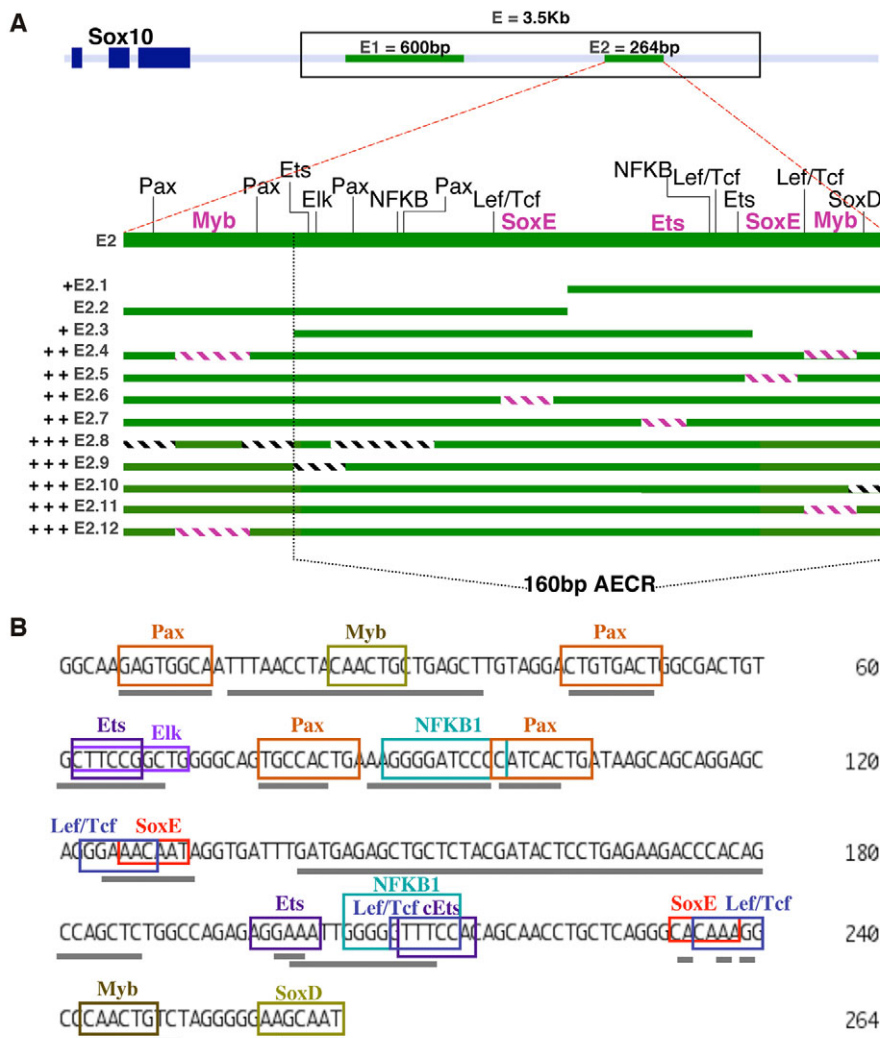 A
E = 3.5Kb
Sox10
E1 = 600bp
E2 = 264bp
Ets
NFKB
Lef/Tcf
Lef/Tcf
Pax
Pax
Elk
Pax
NFKB
Pax
Lef/Tcf
Ets
SoxD
Myb
SoxE
Ets
SoxE
Myb
E2
+E2.1
E2.2
+ E2.3
+ + E2.4
+ + E2.5
+ + E2.6
+ + E2.7
+ + + E2.8
+ + + E2.9
+ + + E2.10
+ + + E2.11
+ + + E2.12
160bp AECR
B
Pax Myb Pax
GGCAAGAGTGGCAATTTAACCTACAACTGCTGAGCTTGTAGGACTGTGACTGGCGACTGT 60
Ets Elk Pax NFKB1 Pax
GCTTCCGGCTGGGGCAGTGCCACTGAAAGGGGATCCCCATCACTGATAAGCAGCAGGAGC 120
Lef/Tcf SoxE
AGGGAAACAATAGGTGATTTGATGAGAGCTGCTCTACGATACTCCTGAGAAGACCCACAG 180
NFKB1
Ets Lef/Tcf cEts SoxE Lef/Tcf
CCAGCTCTGGCCAGAGAGGAAATTGGGGGTTTCCACAGCAACCTGCTCAGGGCACAAAGG 240
Myb SoxD
CCCAACTGTCTAGGGGGAAGCAAT 264